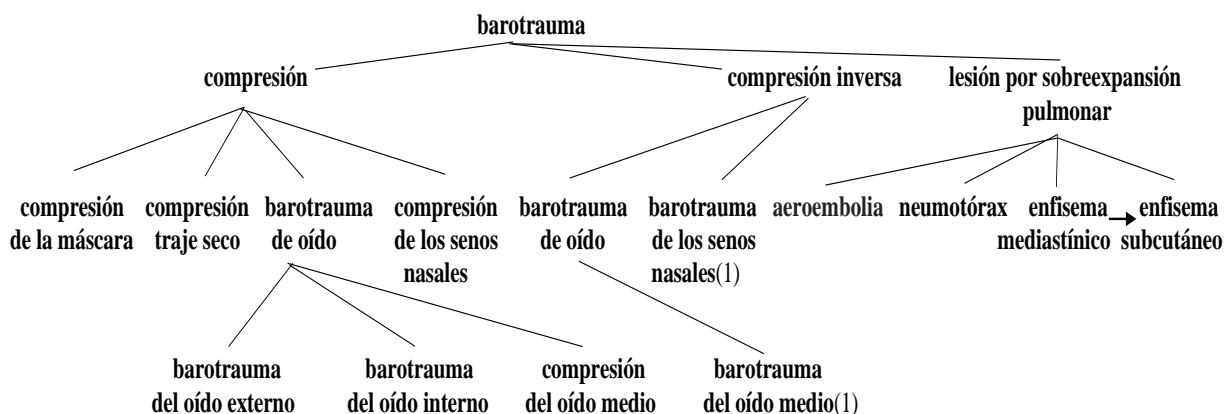 barotrauma
compresión
compresión inversa
lesión por sobreexpansión
pulmonar
compresión
de la máscara
compresión
traje seco
barotrauma
de oído
compresión
de los senos
nasales
barotrauma
de oído
barotrauma
de los senos
nasales(1)
aeroembolia
neumotórax
enfisema
mediastínico
enfisema
subcutáneo
barotrauma
del oído externo
barotrauma
del oído interno
compresión
del oído medio
barotrauma
del oído medio(1)